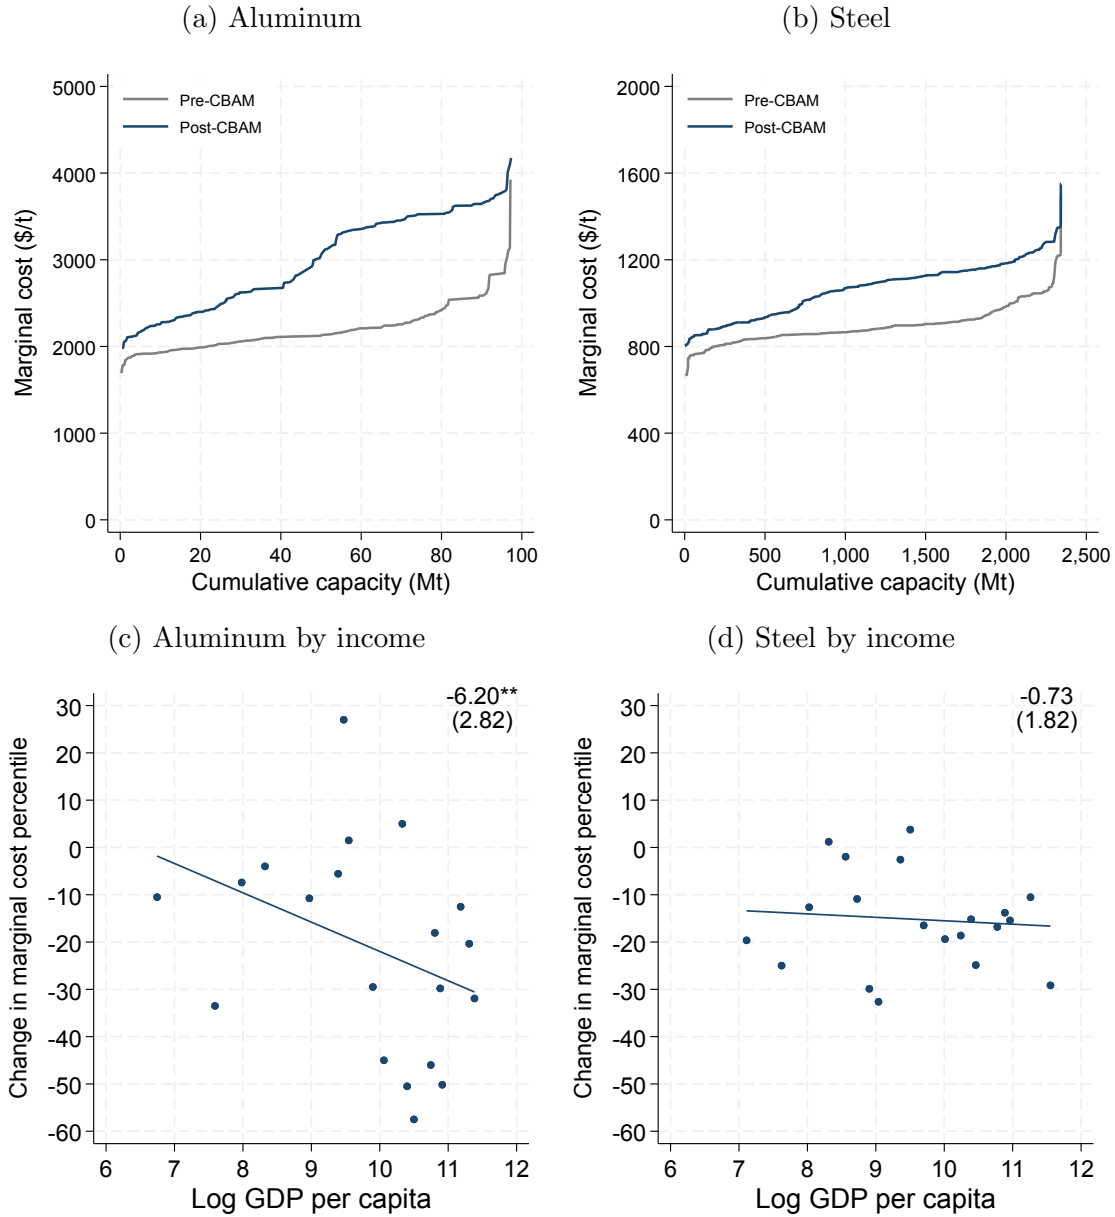 (a) Aluminum
5000
4000
3000
2000
1000
0
Marginal cost ($/t)
Pre-CBAM
Post-CBAM
0 20 40 60 80 100
Cumulative capacity (Mt)
(b) Steel
2000
1600
1200
800
400
0
Marginal cost ($/t)
Pre-CBAM
Post-CBAM
0 500 1,000 1,500 2,000 2,500
Cumulative capacity (Mt)
(c) Aluminum by income
30
20
10
0
-10
-20
-30
-40
-50
-60
Change in marginal cost percentile
-6.20**
(2.82)
6 7 8 9 10 11 12
Log GDP per capita
(d) Steel by income
30
20
10
0
-10
-20
-30
-40
-50
-60
Change in marginal cost percentile
-0.73
(1.82)
6 7 8 9 10 11 12
Log GDP per capita